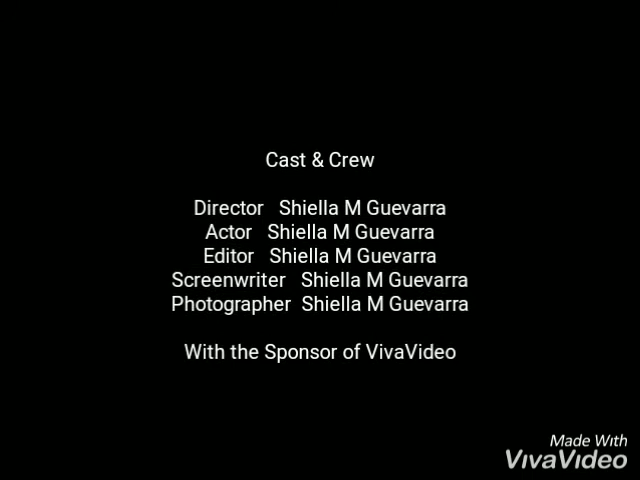 Cast & Crew
Director Shiella M Guevarra
Actor Shiella M Guevarra
Editor Shiella M Guevarra
Screenwriter Shiella M Guevarra
Photographer Shiella M Guevarra
With the Sponsor of VivaVideo
Made With
VivaVideo